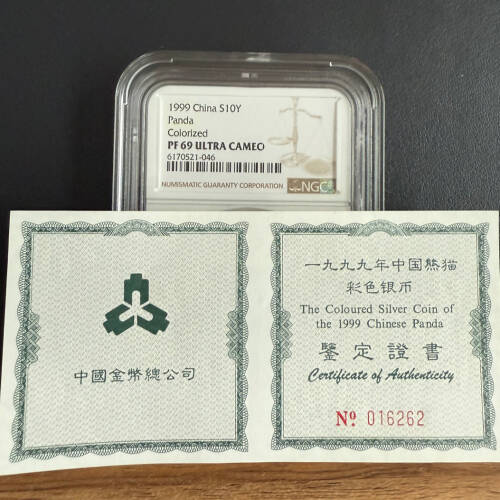 1999 China S10Y
Panda
Colorized
PF 69 ULTRA CAMEO
6170521-046
NUMISMATIC GUARANTY CORPORATION
NGC
中國金幣總公司
一九九九年中国熊猫
彩色银币
The Coloured Silver Coin of
the 1999 Chinese Panda
鑒定證書
Certificate of Authenticity
№ 016262